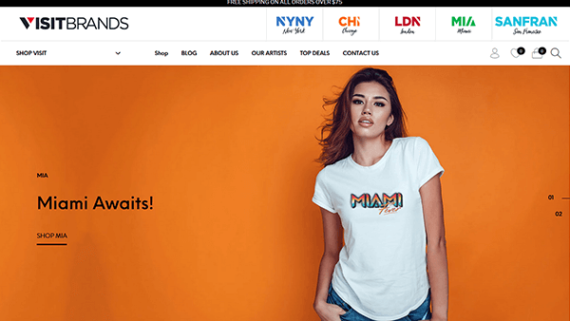 FREE SHIPPING ON ALL ORDERS OVER $75
VISITBRANDS
NYNY
New York
CHI
Chicago
LDN
London
MIA
Miami
SANFRAN
San Francisco
SHOP VISIT
Shop BLOG ABOUT US OUR ARTISTS TOP DEALS CONTACT US
0 0
MIA
Miami Awaits!
SHOP MIA
MIAMI
01
02